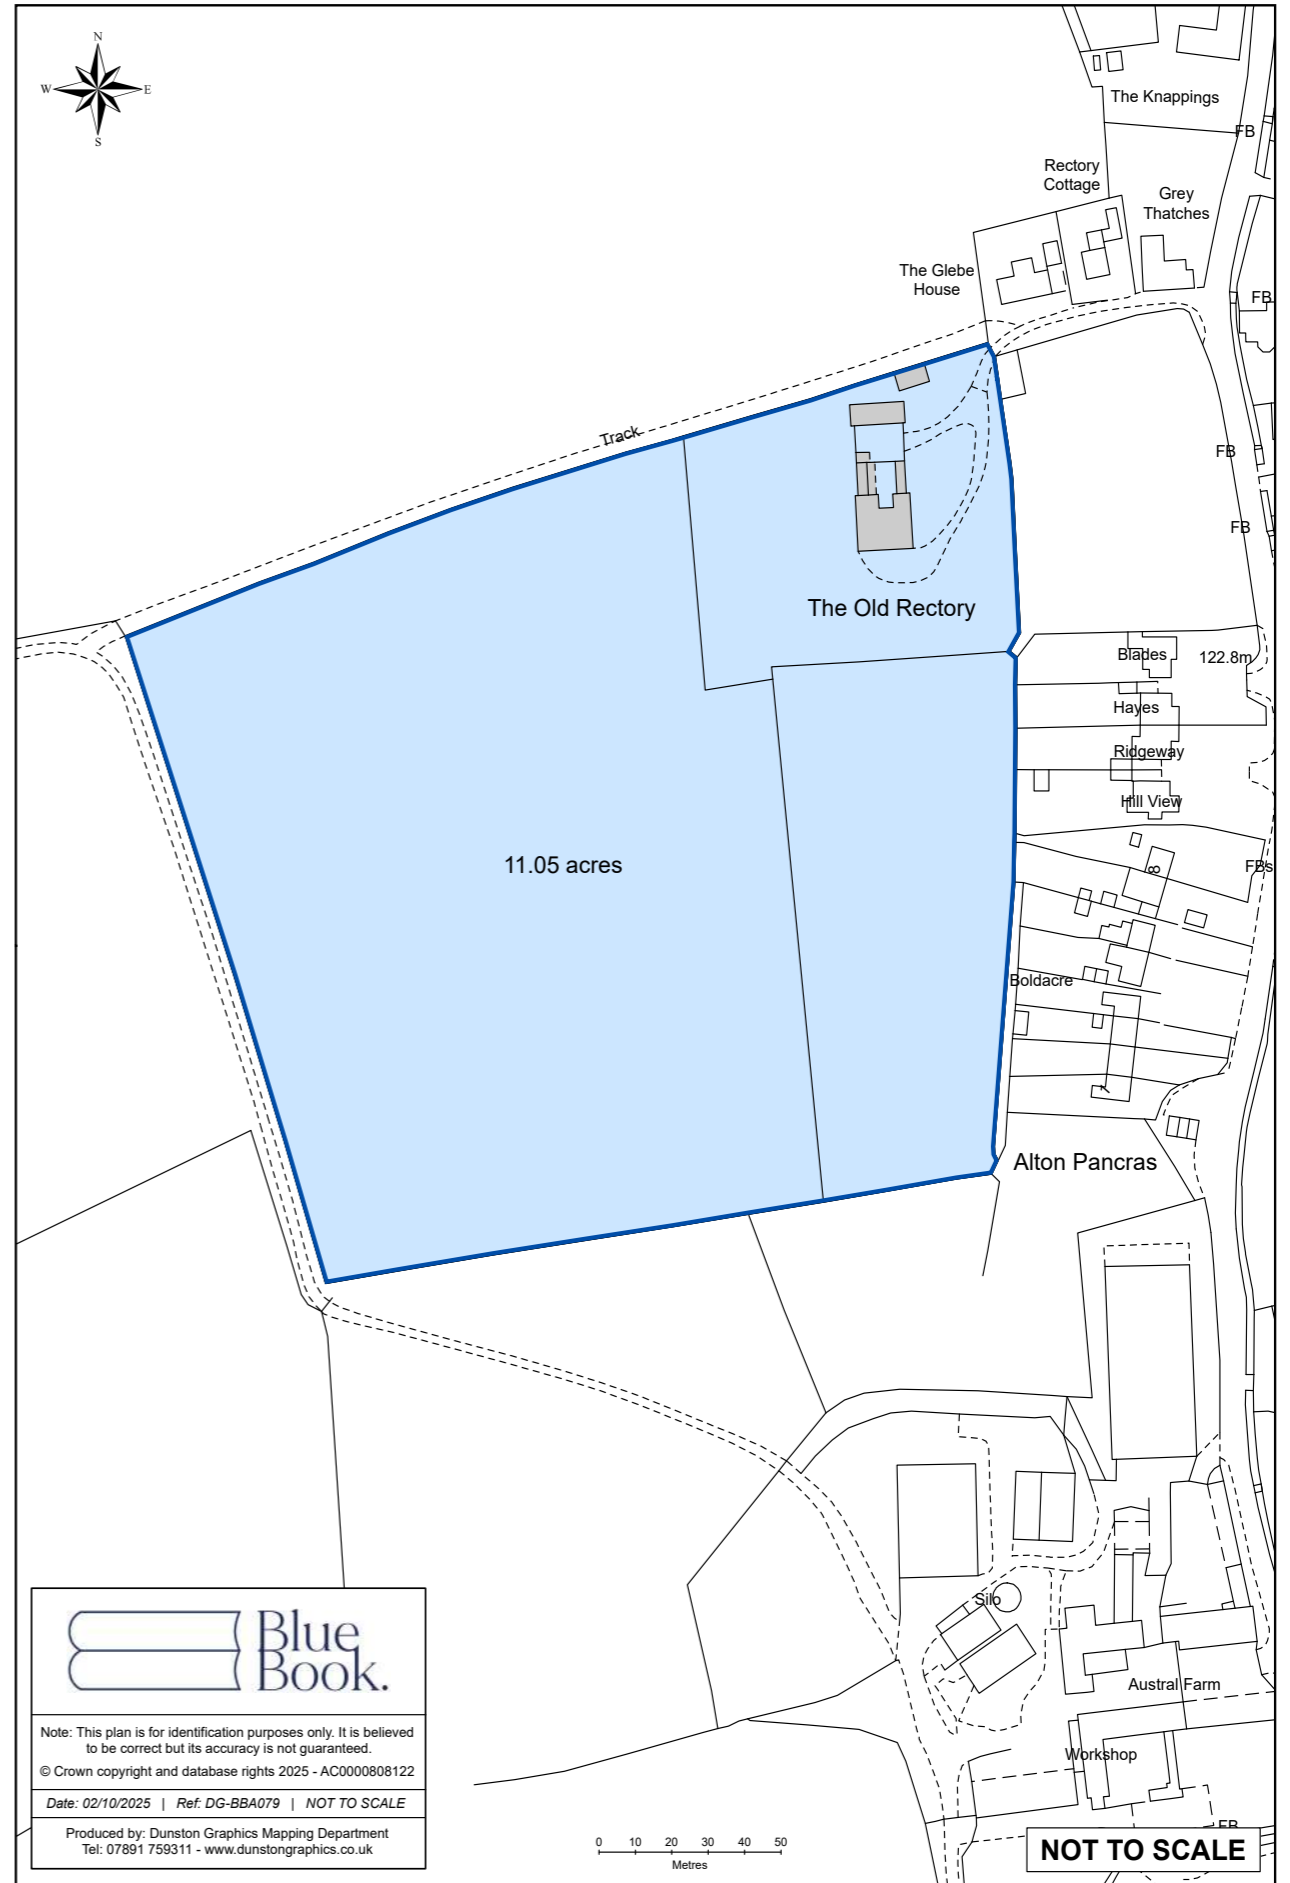 N
W
E
S
The Knappings
FB
Rectory
Cottage
Grey
Thatches
The Glebe
House
FB
Track
FB
FB
The Old Rectory
Blades
122.8m
Hayes
Ridgeway
Hill View
11.05 acres
8
FBs
Boldacre
1
Alton Pancras
Silo
Austral Farm
Workshop
FB
Blue
Book.
Note: This plan is for identification purposes only. It is believed
to be correct but its accuracy is not guaranteed.
© Crown copyright and database rights 2025 - AC0000808122
Date: 02/10/2025 | Ref: DG-BBA079 | NOT TO SCALE
Produced by: Dunston Graphics Mapping Department
Tel: 07891 759311 - www.dunstongraphics.co.uk
0 10 20 30 40 50
Metres
NOT TO SCALE